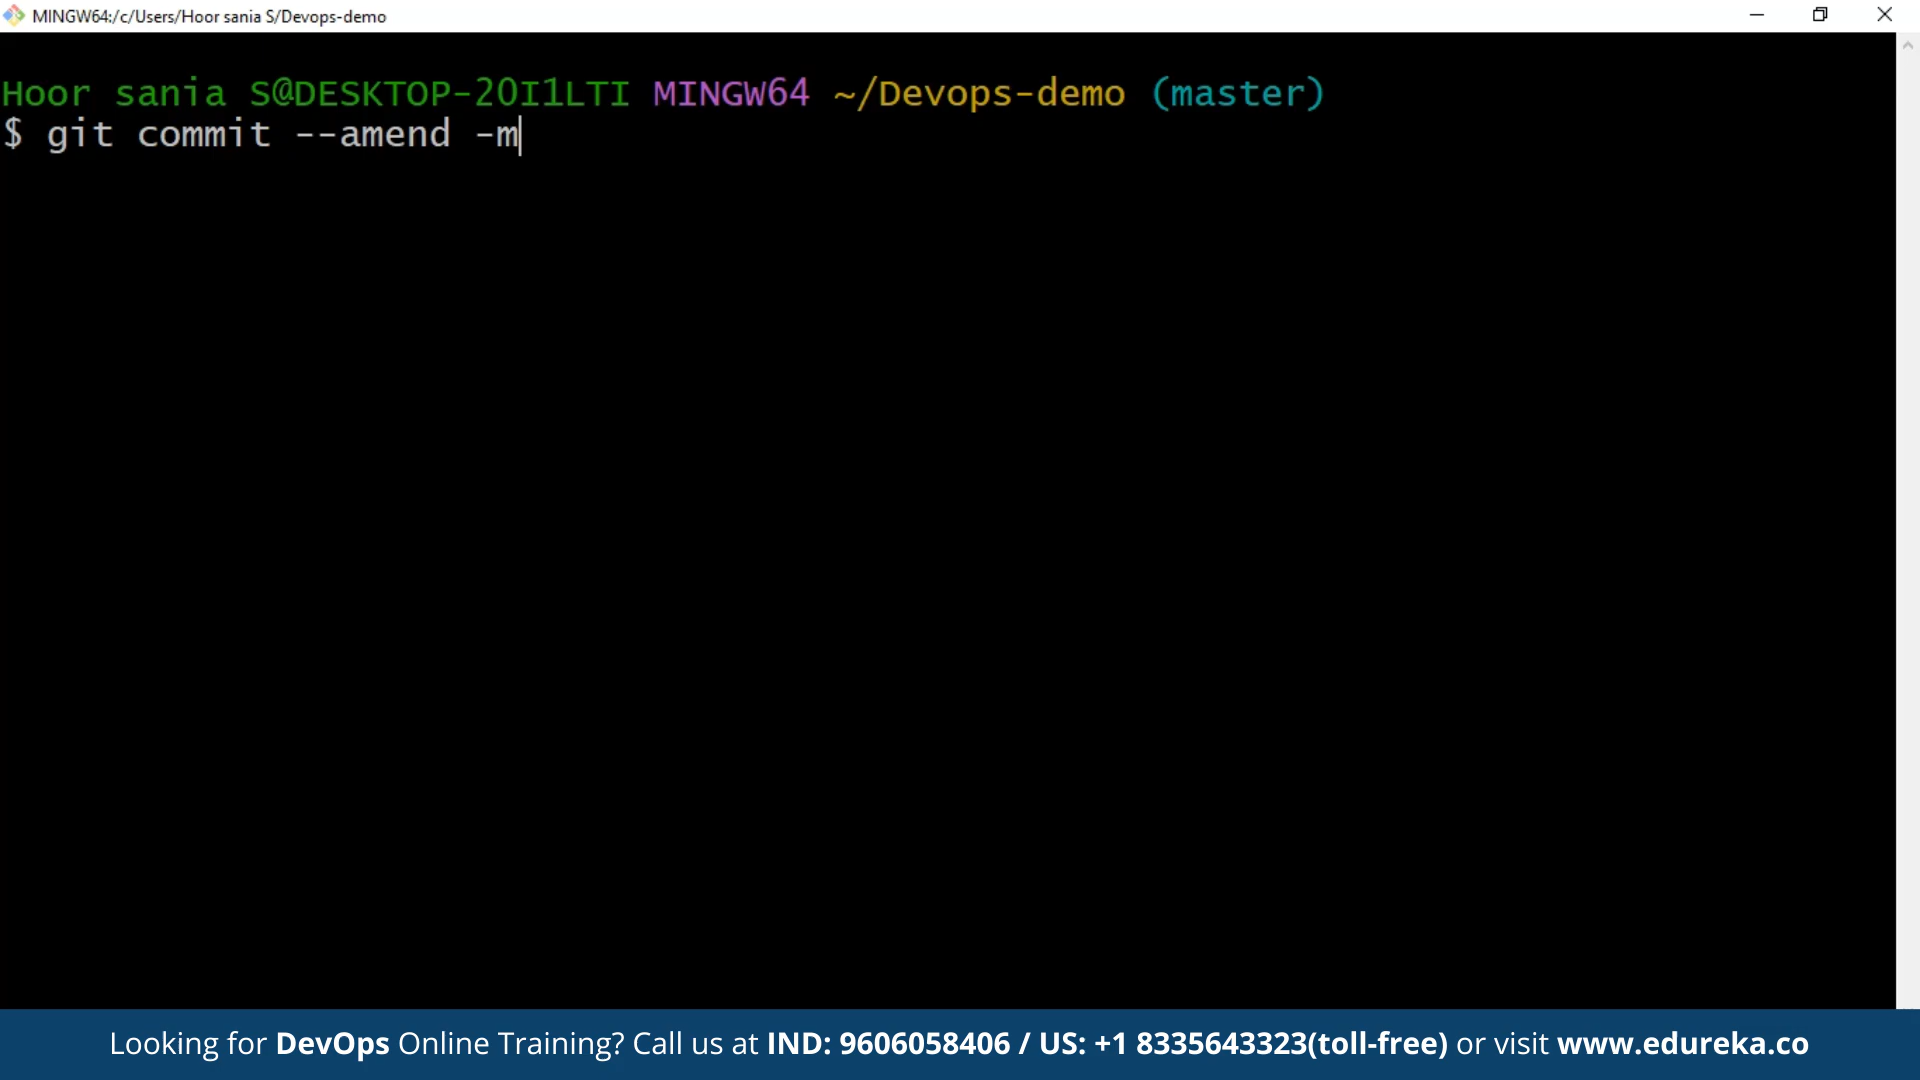 MINGW64:/c/Users/Hoor sania S/Devops-demo
Hoor sania S@DESKTOP-20I1LTI MINGW64 ~/Devops-demo (master)
$ git commit --amend -m
Looking for DevOps Online Training? Call us at IND: 9606058406 / US: +1 8335643323(toll-free) or visit www.edureka.co